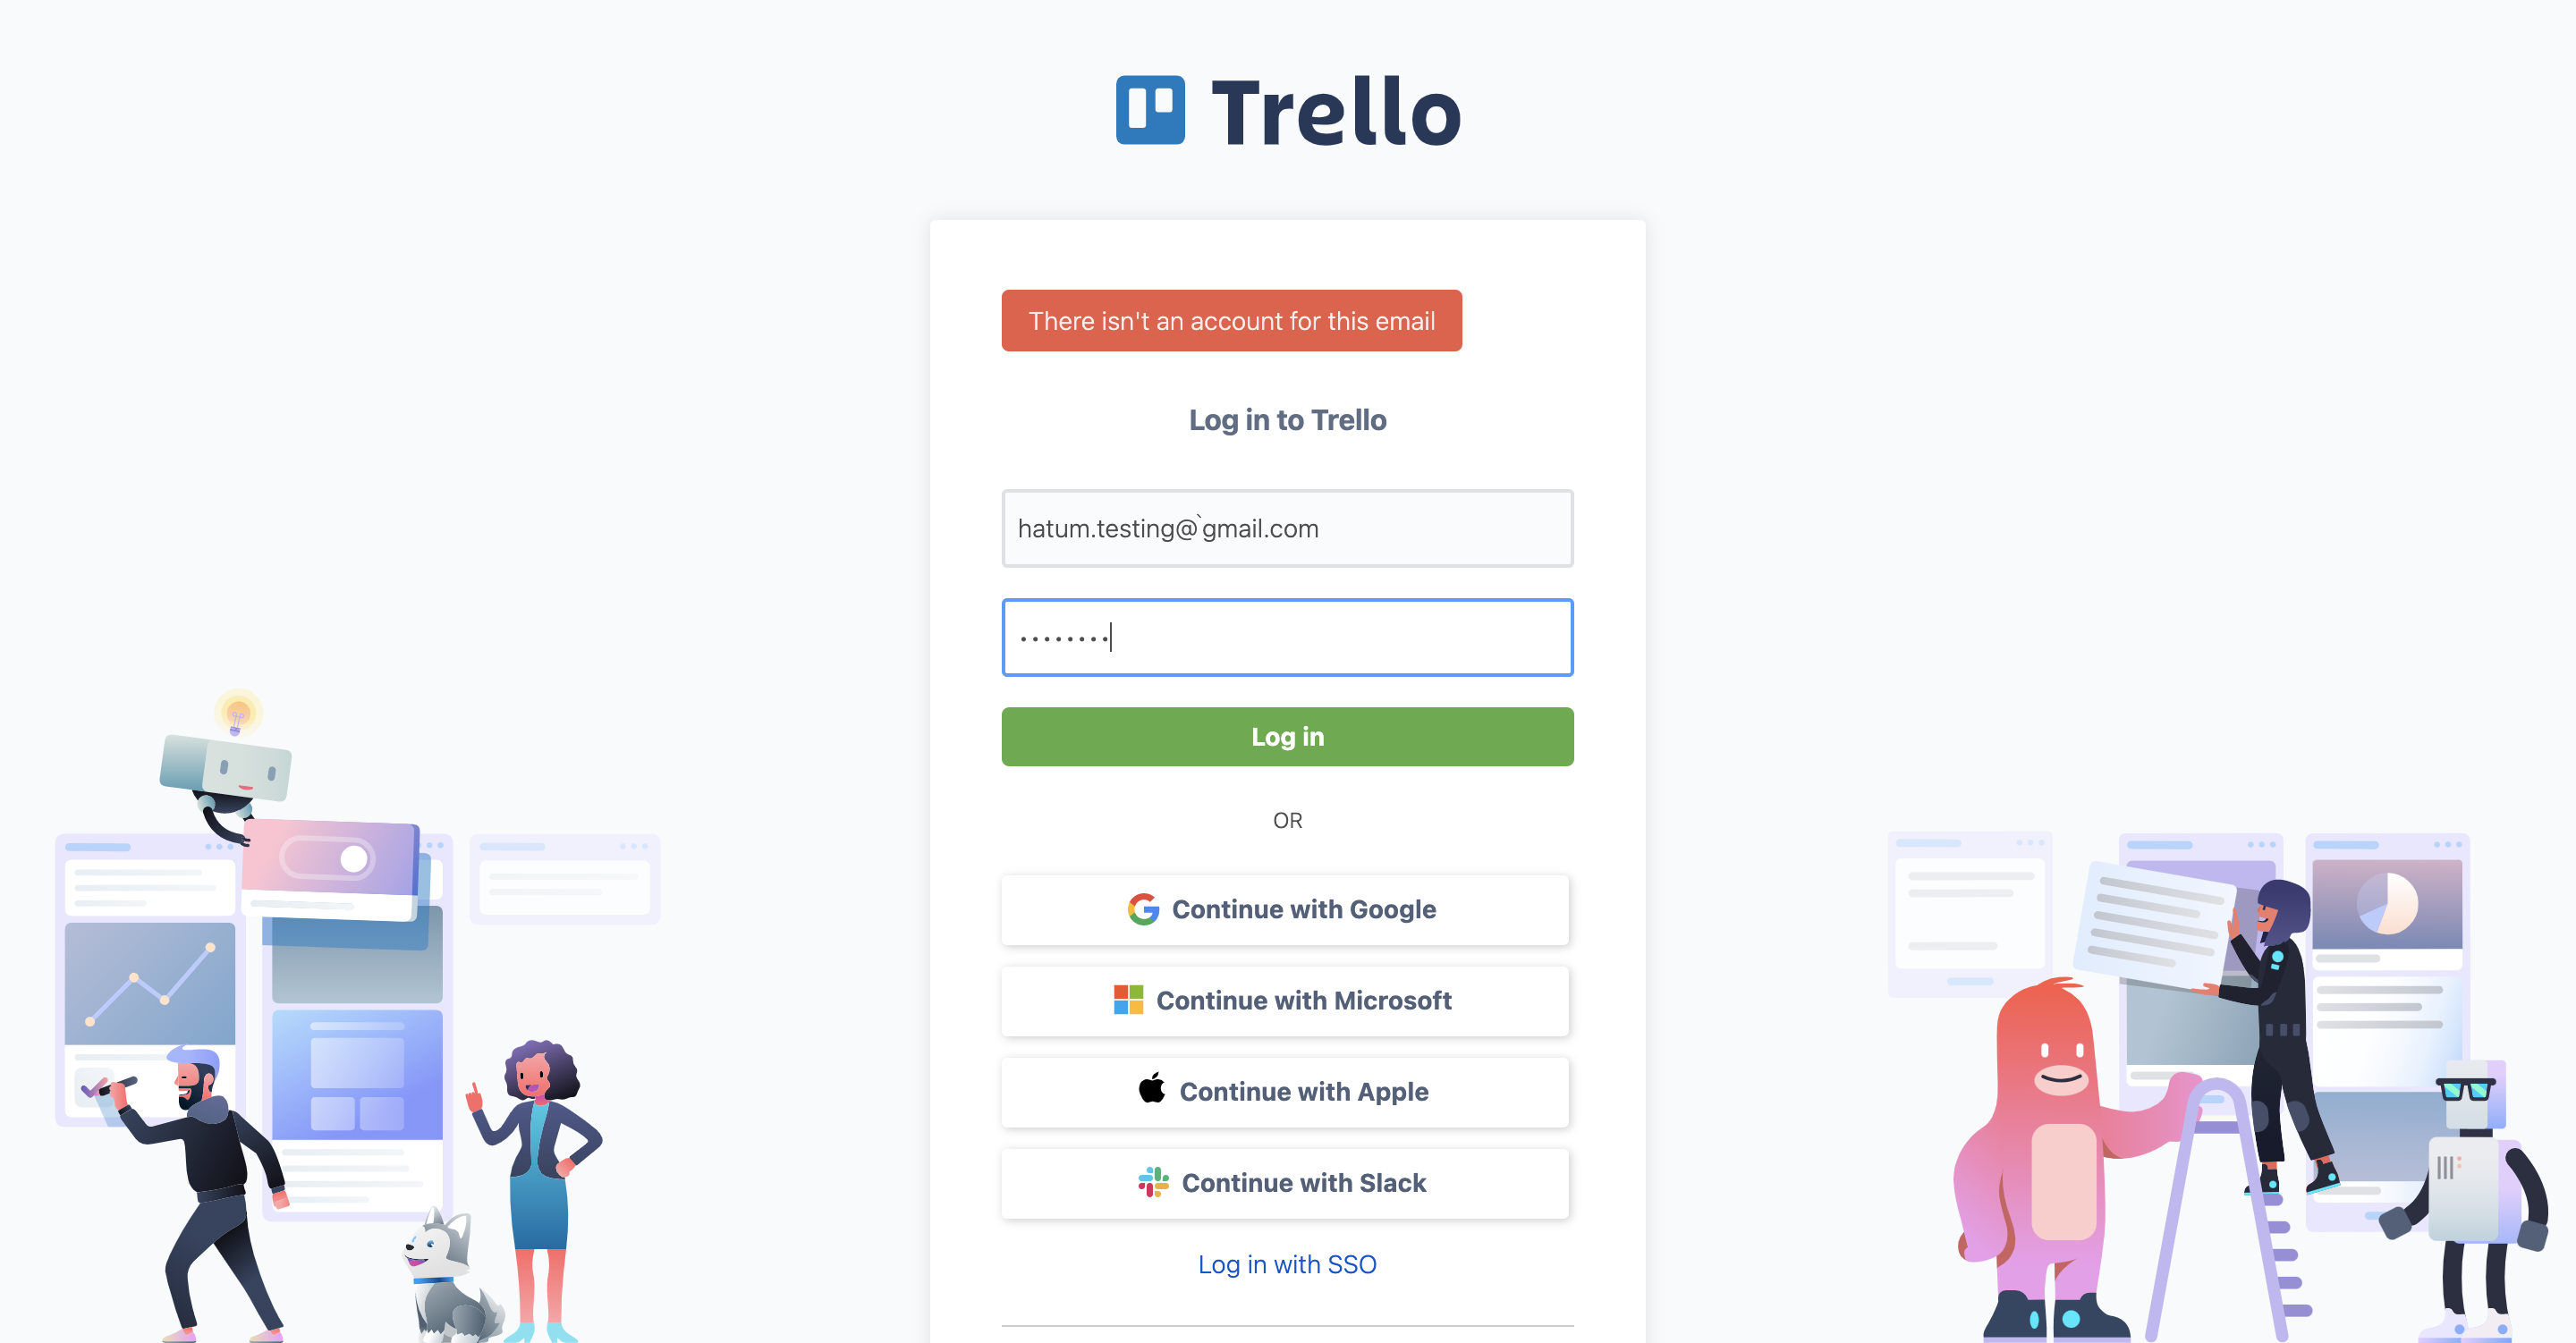 Trello
There isn't an account for this email
Log in to Trello
hatum.testing@`gmail.com
••••••••
Log in
OR
Continue with Google
Continue with Microsoft
Continue with Apple
Continue with Slack
Log in with SSO